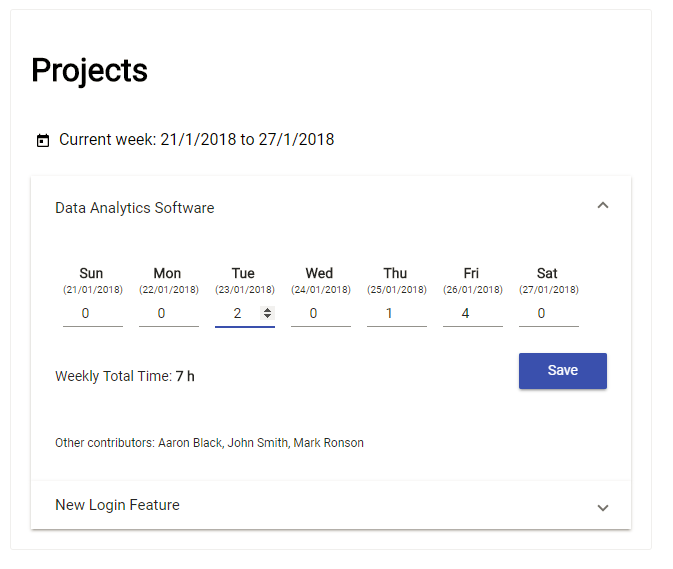 Projects
Current week: 21/1/2018 to 27/1/2018
Data Analytics Software
Sun Mon Tue Wed Thu Fri Sat
(21/01/2018) (22/01/2018) (23/01/2018) (24/01/2018) (25/01/2018) (26/01/2018) (27/01/2018)
0 0 2 0 1 4 0
Weekly Total Time: 7 h
Save
Other contributors: Aaron Black, John Smith, Mark Ronson
New Login Feature